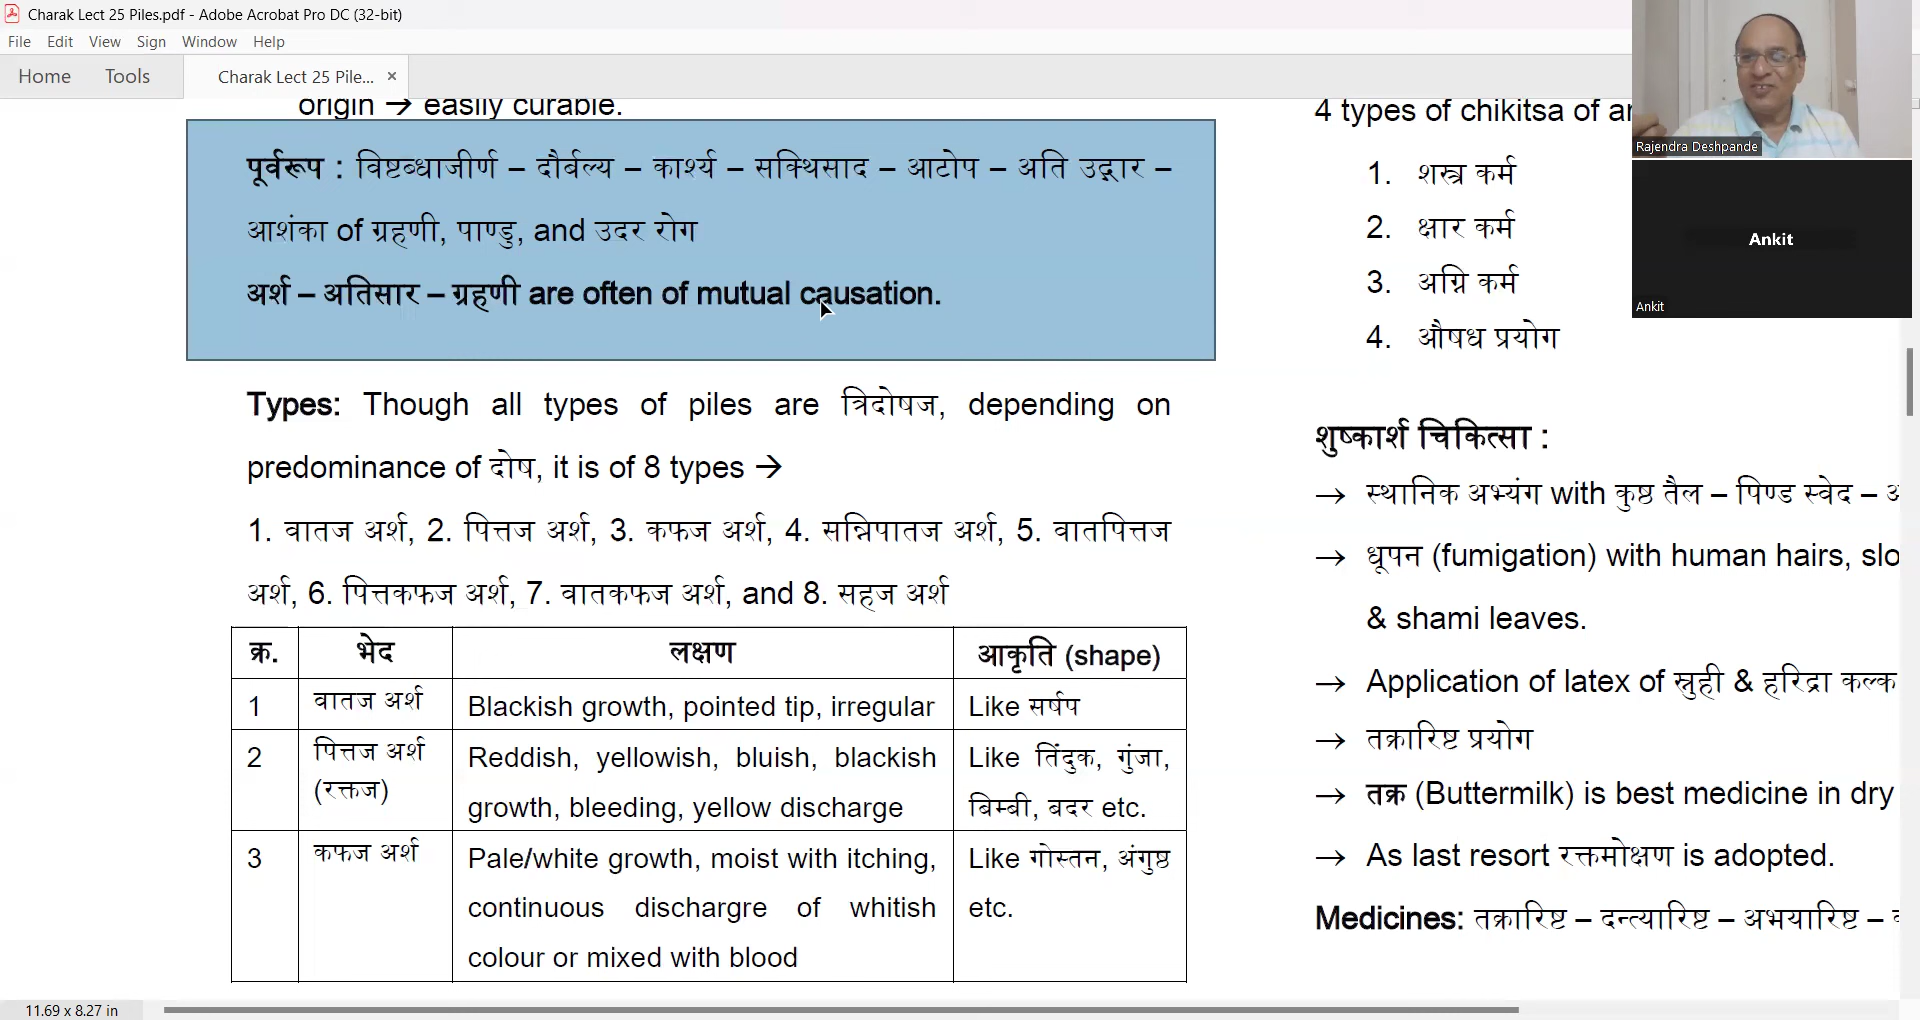 Charak Lect 25 Piles.pdf - Adobe Acrobat Pro DC (32-bit)
File Edit View Sign Window Help
Home Tools Charak Lect 25 Pile... ×
origin → easily curable.
पूर्वरूप : विष्टब्धाजीर्ण – दौर्बल्य – कार्श्य – सक्थिसाद – आटोप – अति उद्गार –
आशंका of ग्रहणी, पाण्डु, and उदर रोग
अर्श – अतिसार – ग्रहणी are often of mutual causation.
Types: Though all types of piles are त्रिदोषज, depending on
predominance of दोष, it is of 8 types →
1. वातज अर्श, 2. पित्तज अर्श, 3. कफज अर्श, 4. सन्निपातज अर्श, 5. वातपित्तज
अर्श, 6. पित्तकफज अर्श, 7. वातकफज अर्श, and 8. सहज अर्श
क्र. भेद लक्षण आकृति (shape)
1 वातज अर्श Blackish growth, pointed tip, irregular Like सर्षप
2 पित्तज अर्श Reddish, yellowish, bluish, blackish Like तिंदुक, गुंजा,
(रक्तज) growth, bleeding, yellow discharge बिम्बी, बदर etc.
3 कफज अर्श Pale/white growth, moist with itching, Like गोस्तन, अंगुष्ठ
continuous dischargre of whitish etc.
colour or mixed with blood
4 types of chikitsa of
1. शस्त्र कर्म
2. क्षार कर्म
3. अग्नि कर्म
4. औषध प्रयोग
शुष्कार्श चिकित्सा :
→ स्थानिक अभ्यंग with कुष्ठ तैल – पिण्ड स्वेद –
→ धूपन (fumigation) with human hairs,
& shami leaves.
→ Application of latex of स्नुही & हरिद्रा कल्क
→ तक्रारिष्ट प्रयोग
→ तक्र (Buttermilk) is best medicine in dry
→ As last resort रक्तमोक्षण is adopted.
Medicines: तक्रारिष्ट – दन्त्यारिष्ट – अभयारिष्ट –
Rajendra Deshpande
Ankit
Ankit
11.69 x 8.27 in